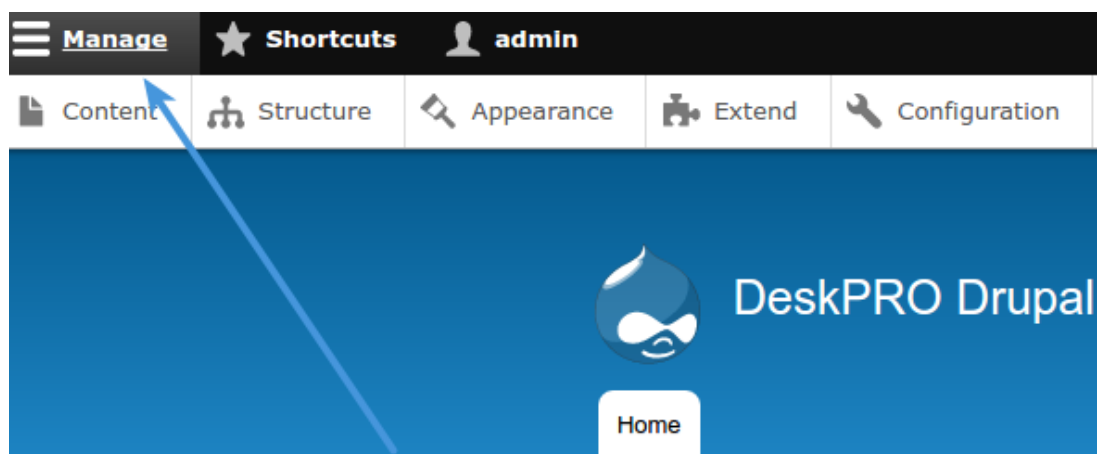 Manage Shortcuts admin
Content Structure Appearance Extend Configuration
DeskPRO Drupal
Home